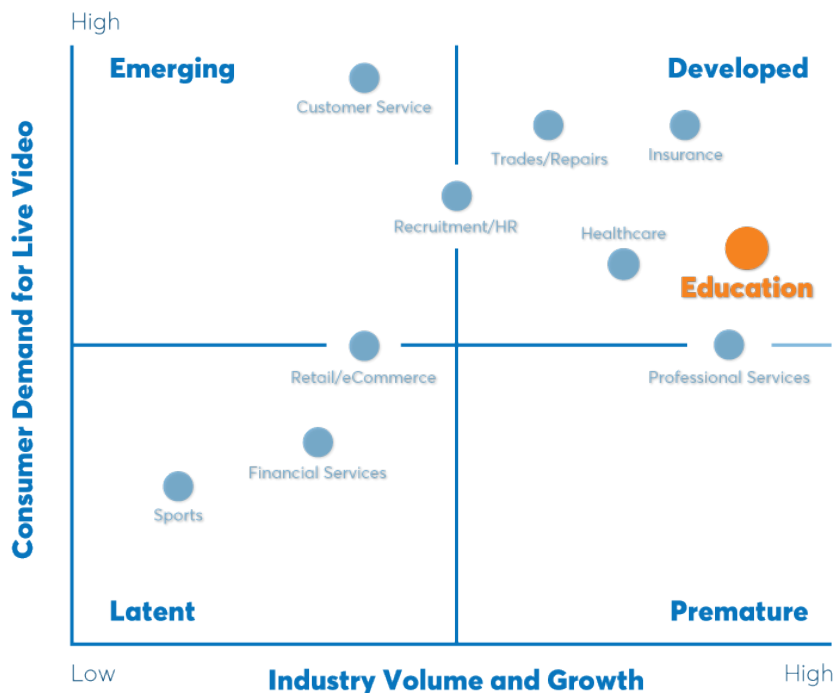 High
Emerging
Developed
Customer Service
Trades/Repairs
Insurance
Recruitment/HR
Healthcare
Education
Retail/eCommerce
Professional Services
Financial Services
Sports
Latent
Premature
Low
High
Industry Volume and Growth
Consumer Demand for Live Video